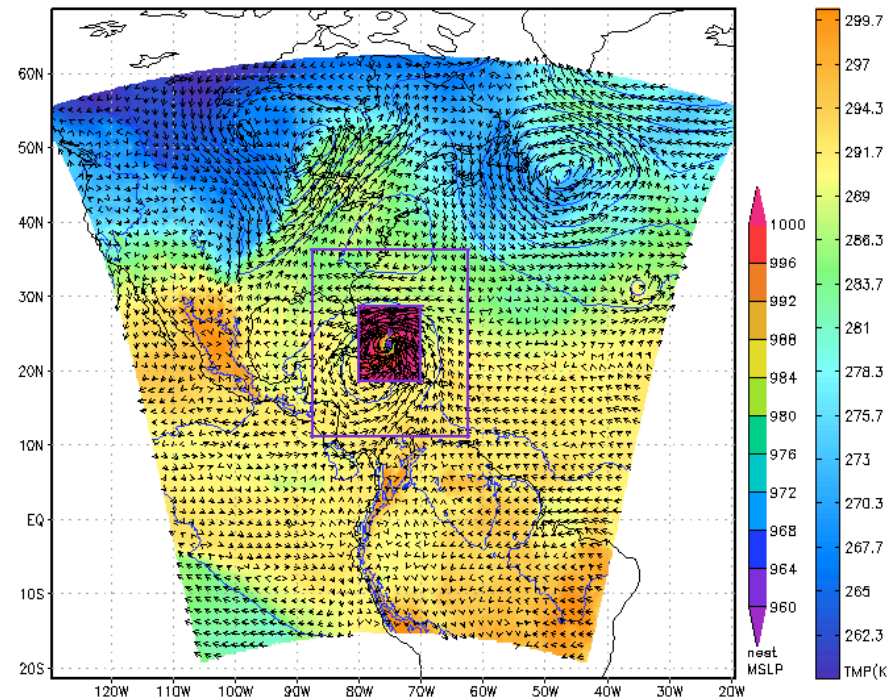 60N
50N
40N
30N
20N
10N
EQ
10S
20S
120W
110W
100W
90W
80W
70W
60W
50W
40W
30W
20W
1000
996
992
988
984
980
976
972
968
964
960
nest
MSLP
299.7
297
294.3
291.7
289
286.3
283.7
281
278.3
275.7
273
270.3
267.7
265
262.3
TMP(K